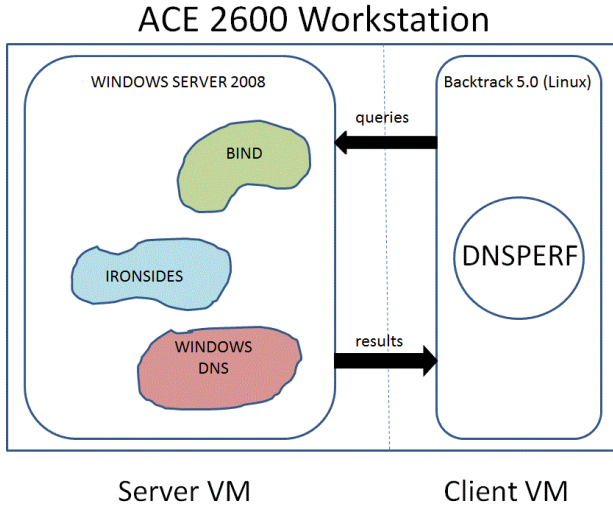 ACE 2600 Workstation
WINDOWS SERVER 2008
Backtrack 5.0 (Linux)
queries
BIND
DNSPERF
IRONSIDES
results
WINDOWS
DNS
Server VM
Client VM